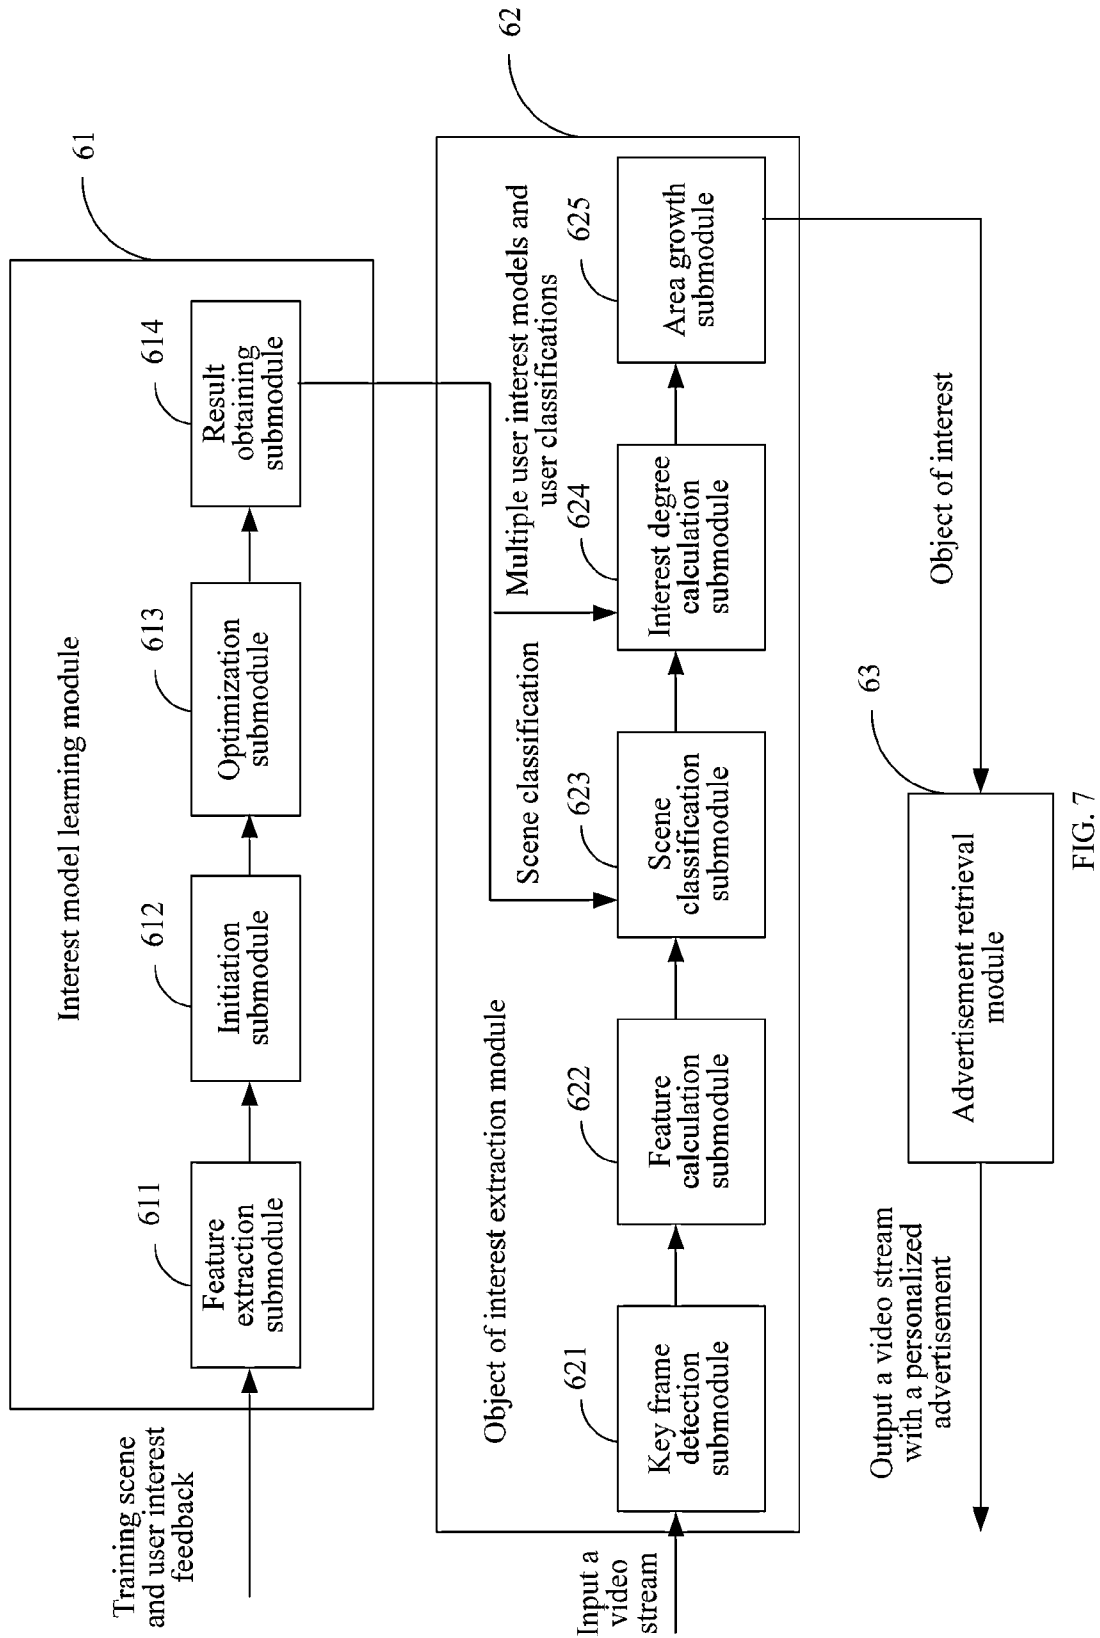 Training scene
and user interest
feedback
Interest model learning module
61
Feature
extraction
submodule
611
Initiation
submodule
612
Optimization
submodule
613
Result
obtaining
submodule
614
Scene classification
Multiple user interest models and
user classifications
Input a
video
stream
Object of interest extraction module
62
Key frame
detection
submodule
621
Feature
calculation
submodule
622
Scene
classification
submodule
623
Interest degree
calculation
submodule
624
Area growth
submodule
625
Output a video stream
with a personalized
advertisement
Advertisement retrieval
module
63
Object of interest
FIG. 7